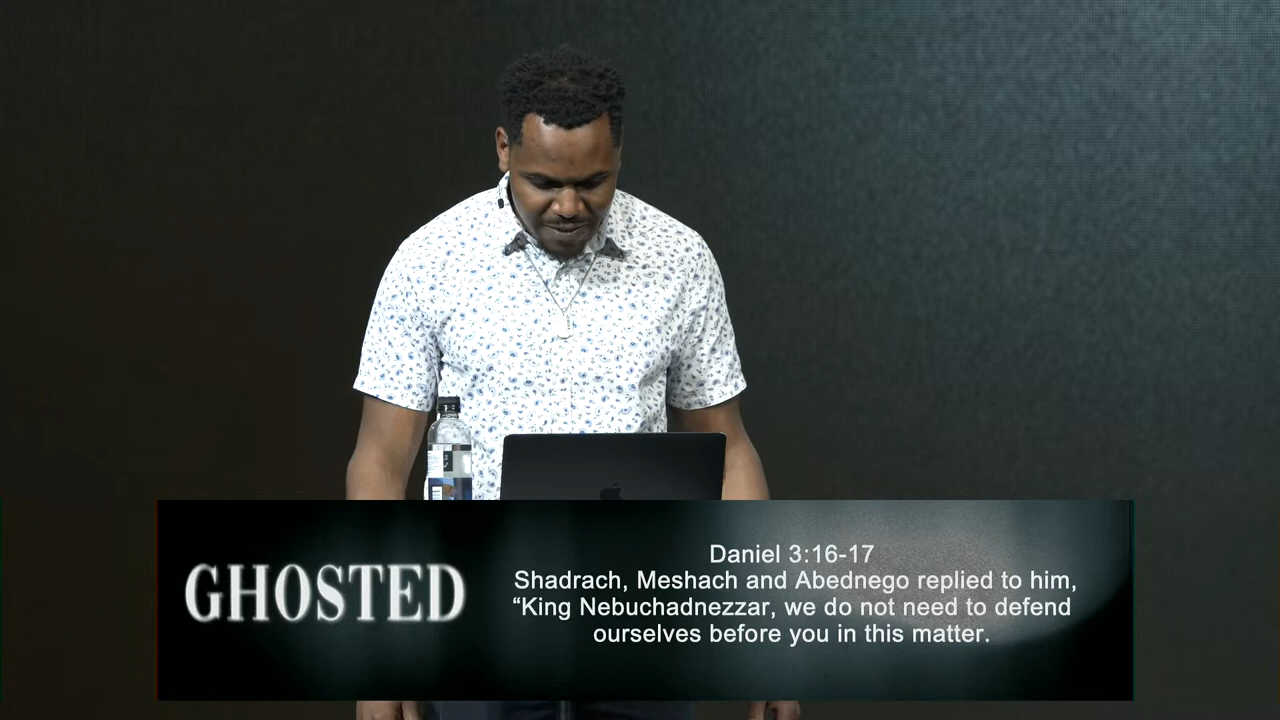 GHOSTED
Daniel 3:16-17
Shadrach, Meshach and Abednego replied to him,
“King Nebuchadnezzar, we do not need to defend
ourselves before you in this matter.